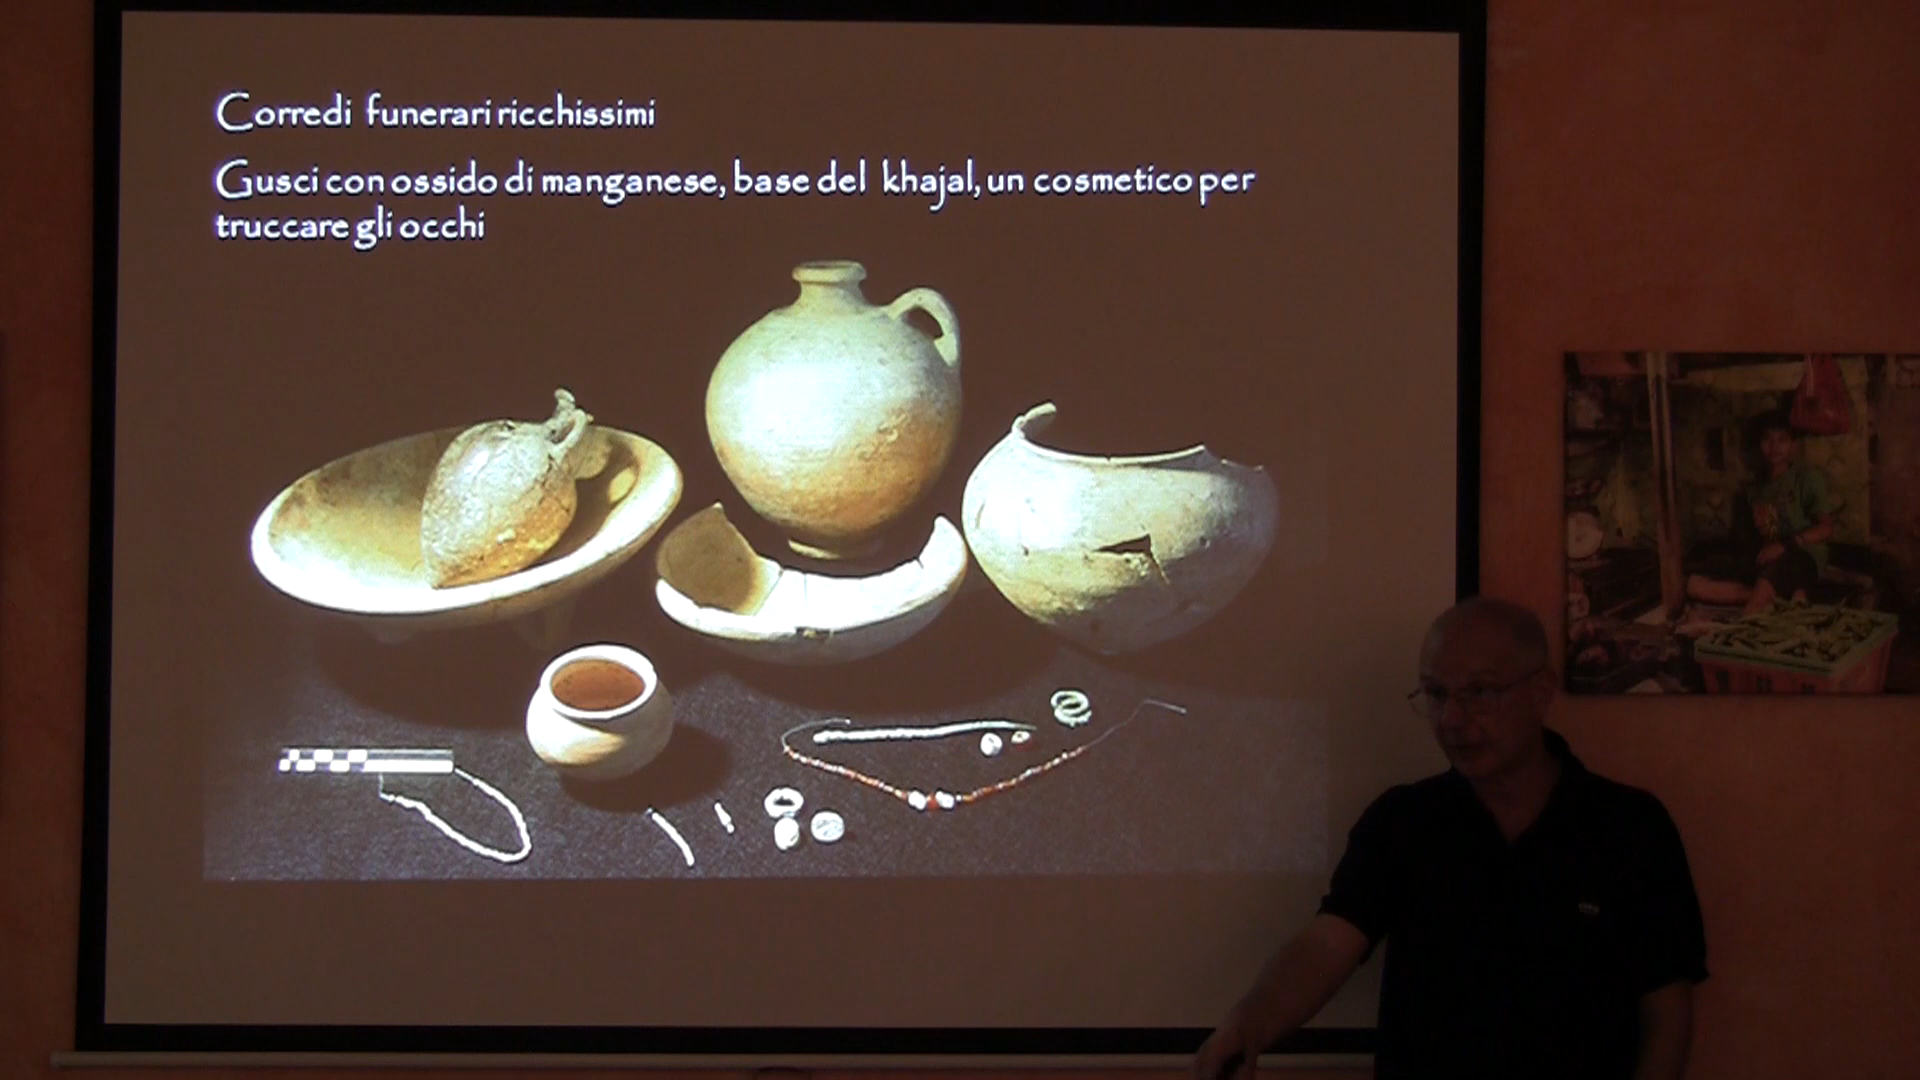 Corredi funerari ricchissimi
Gusci con ossido di manganese, base del khajal, un cosmetico per
truccare gli occhi